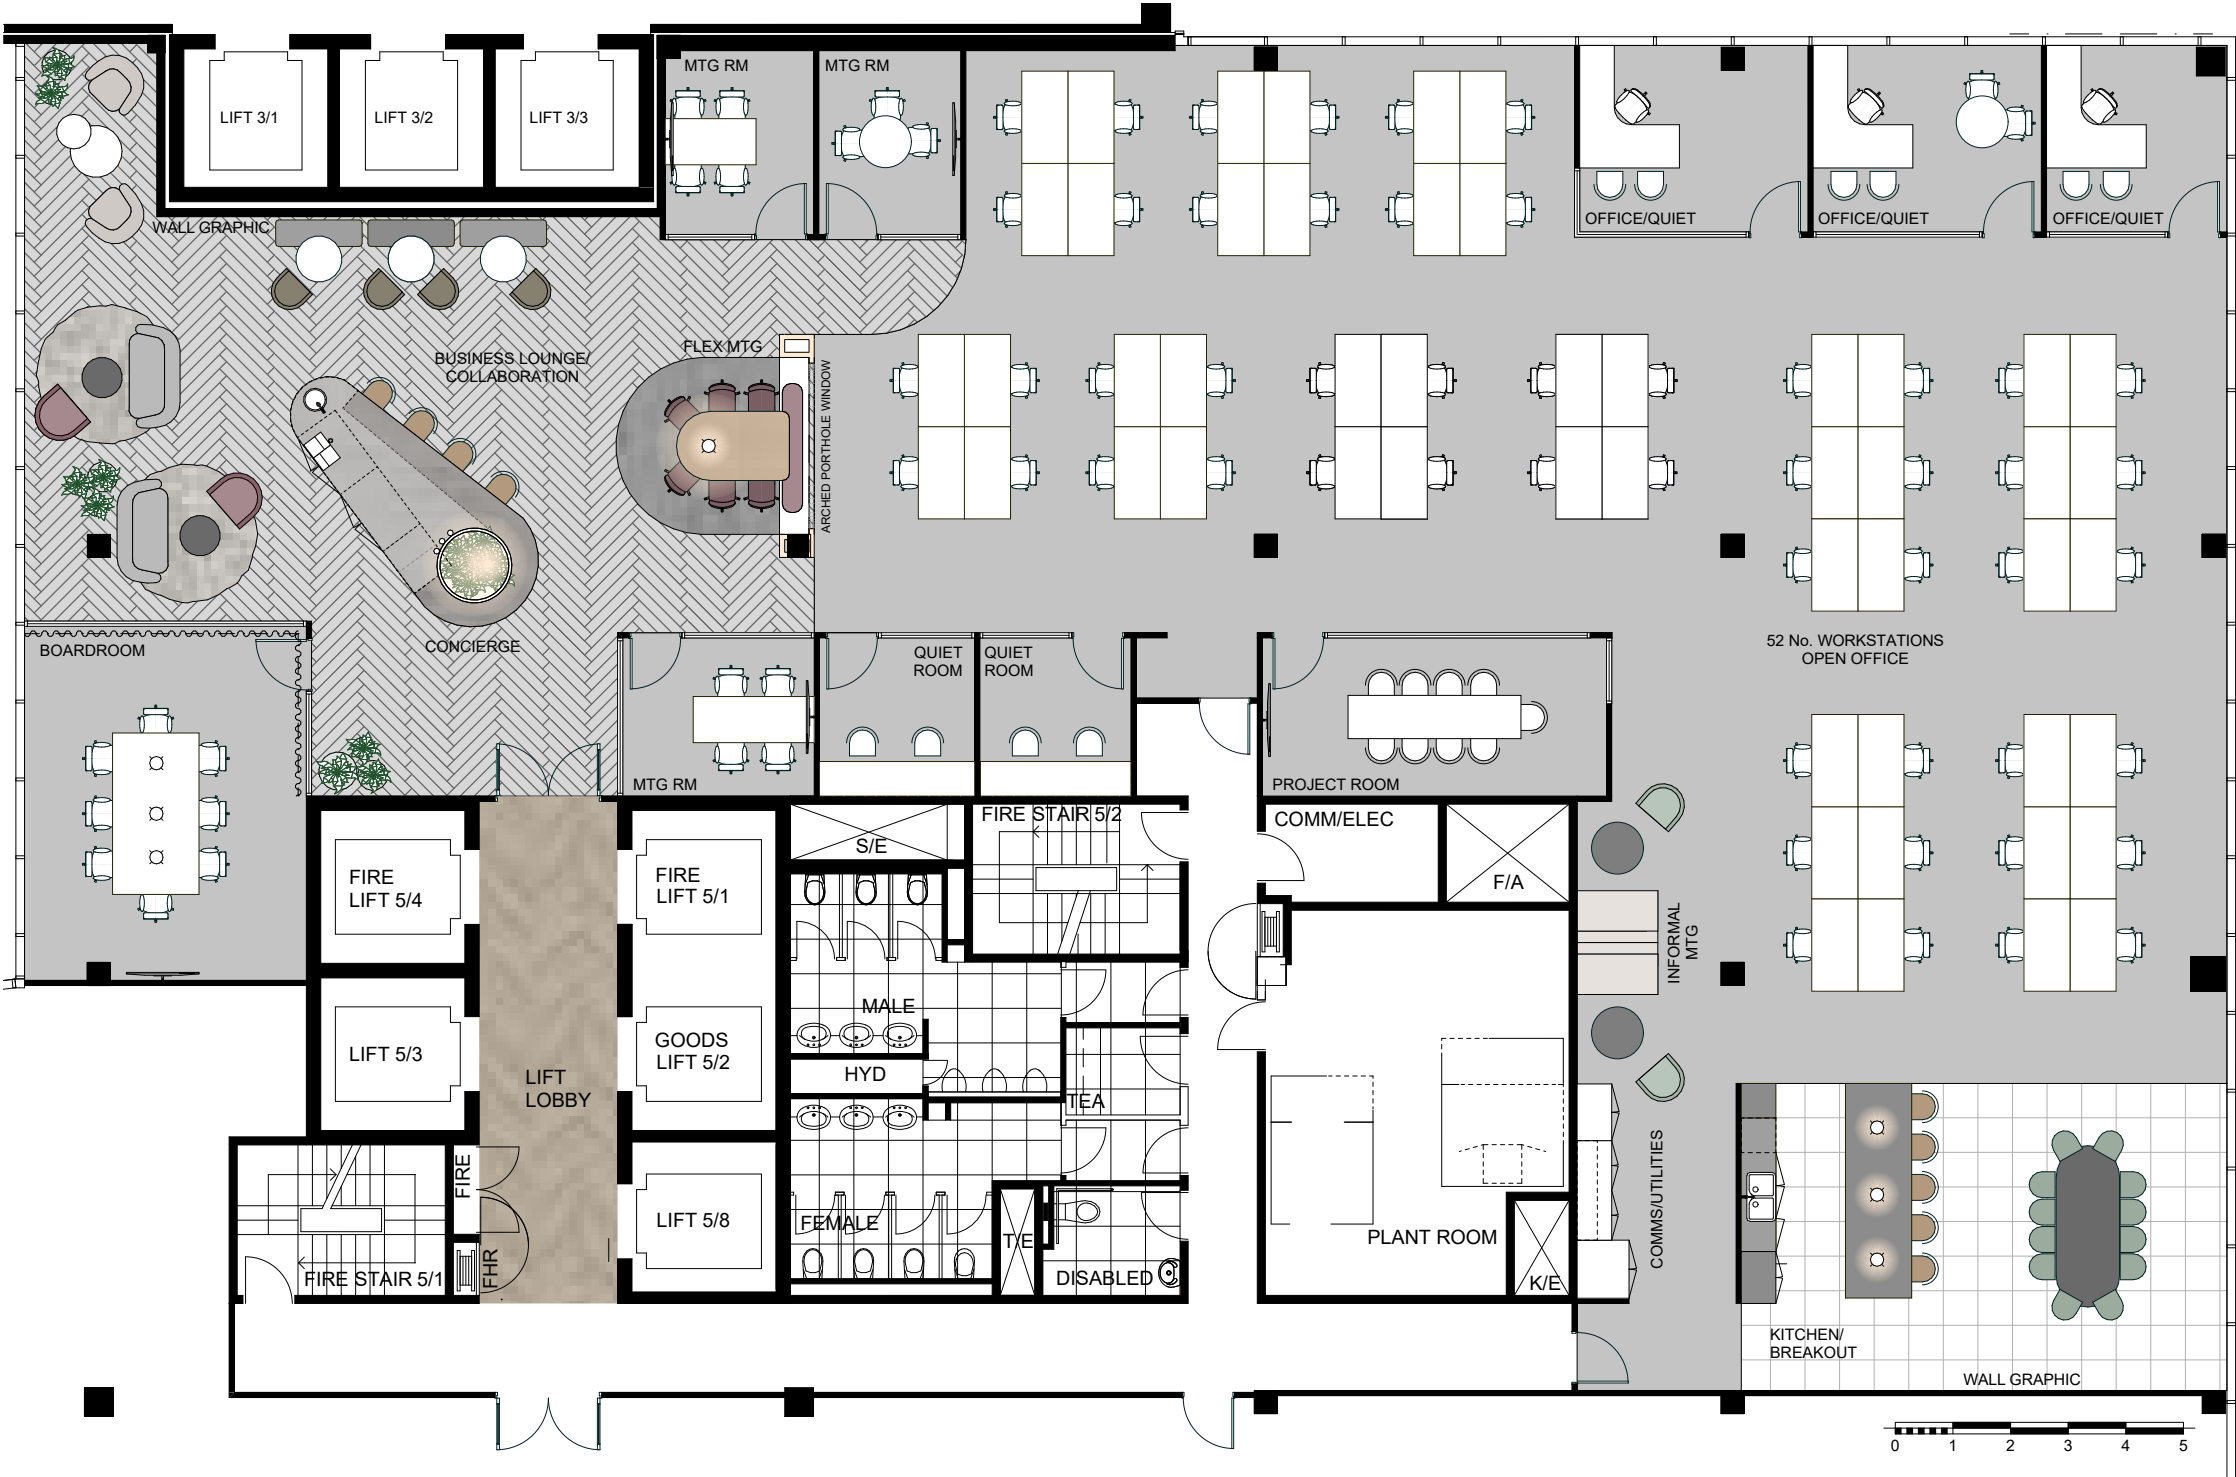 MTG RM
MTG RM
LIFT 3/1
LIFT 3/2
LIFT 3/3
OFFICE/QUIET
OFFICE/QUIET
OFFICE/QUIET
WALL GRAPHIC
FLEX MTG
BUSINESS LOUNGE/
COLLABORATION
ARCHED PORTHOLE WINDOW
BOARDROOM
CONCIERGE
QUIET
ROOM
QUIET
ROOM
52 No. WORKSTATIONS
OPEN OFFICE
MTG RM
PROJECT ROOM
FIRE STAIR 5/2
COMM/ELEC
S/E
FIRE
LIFT 5/4
FIRE
LIFT 5/1
F/A
INFORMAL
MTG
MALE
LIFT 5/3
GOODS
LIFT 5/2
HYD
LIFT
LOBBY
TEA
COMMS/UTILITIES
FIRE
LIFT 5/8
FEMALE
T/E
PLANT ROOM
FIRE STAIR 5/1
FHR
DISABLED
K/E
KITCHEN/
BREAKOUT
WALL GRAPHIC
0 1 2 3 4 5